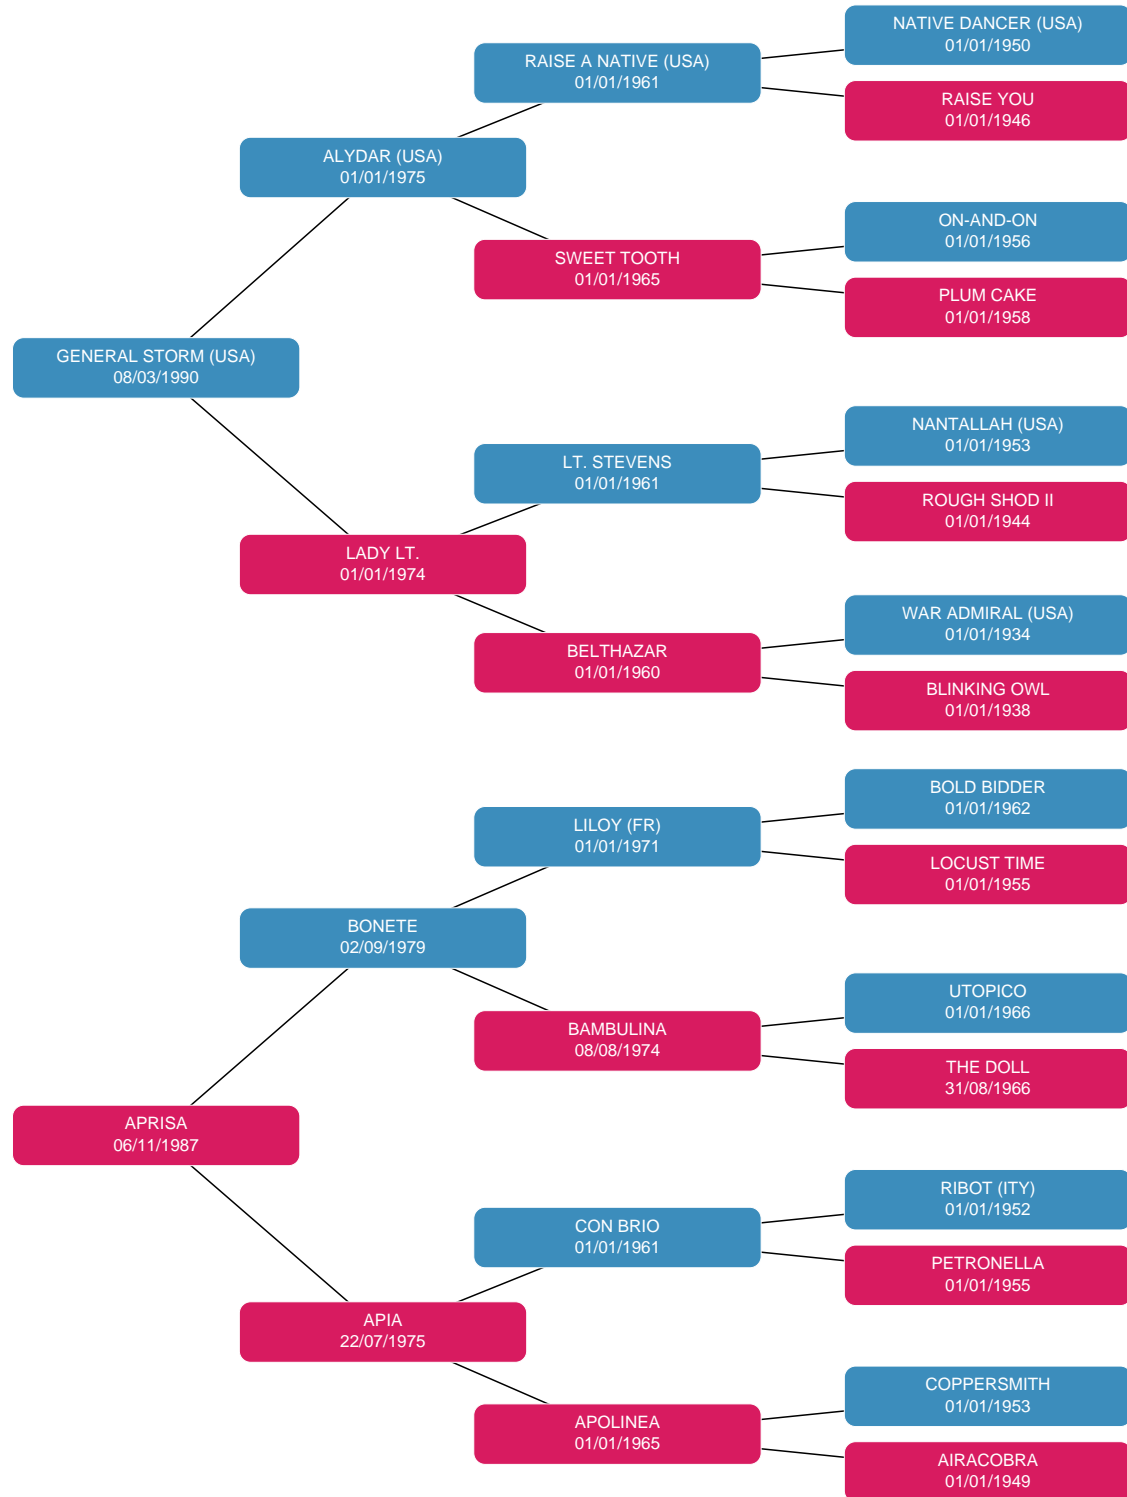 NATIVE DANCER (USA)
01/01/1950
RAISE A NATIVE (USA)
01/01/1961
RAISE YOU
01/01/1946
ALYDAR (USA)
01/01/1975
ON-AND-ON
01/01/1956
SWEET TOOTH
01/01/1965
PLUM CAKE
01/01/1958
GENERAL STORM (USA)
08/03/1990
NANTALLAH (USA)
01/01/1953
LT. STEVENS
01/01/1961
ROUGH SHOD II
01/01/1944
LADY LT.
01/01/1974
WAR ADMIRAL (USA)
01/01/1934
BELTHAZAR
01/01/1960
BLINKING OWL
01/01/1938
BOLD BIDDER
01/01/1962
LILOY (FR)
01/01/1971
LOCUST TIME
01/01/1955
BONETE
02/09/1979
UTOPICO
01/01/1966
BAMBULINA
08/08/1974
THE DOLL
31/08/1966
APRISA
06/11/1987
RIBOT (ITY)
01/01/1952
CON BRIO
01/01/1961
PETRONELLA
01/01/1955
APIA
22/07/1975
COPPERSMITH
01/01/1953
APOLINEA
01/01/1965
AIRACOBRA
01/01/1949